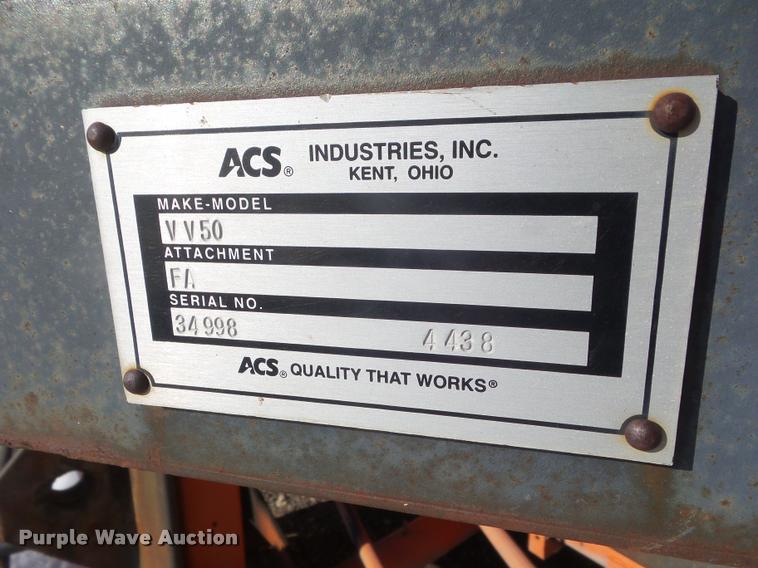 ACS® INDUSTRIES, INC.
KENT, OHIO
MAKE-MODEL
VV50
ATTACHMENT
FA
SERIAL NO.
34998 4438
ACS® QUALITY THAT WORKS®
Purple Wave Auction